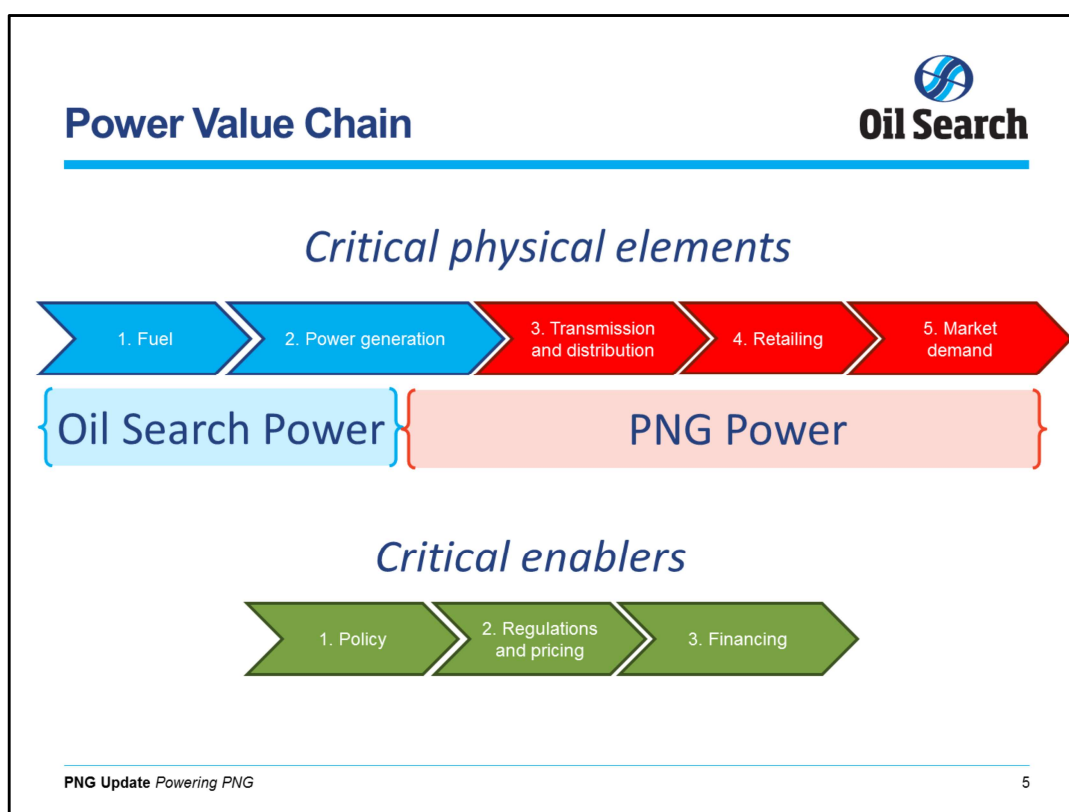 Power Value Chain
Oil Search
Critical physical elements
1. Fuel
2. Power generation
3. Transmission
and distribution
4. Retailing
5. Market
demand
Oil Search Power
PNG Power
Critical enablers
1. Policy
2. Regulations
and pricing
3. Financing
PNG Update Powering PNG
5